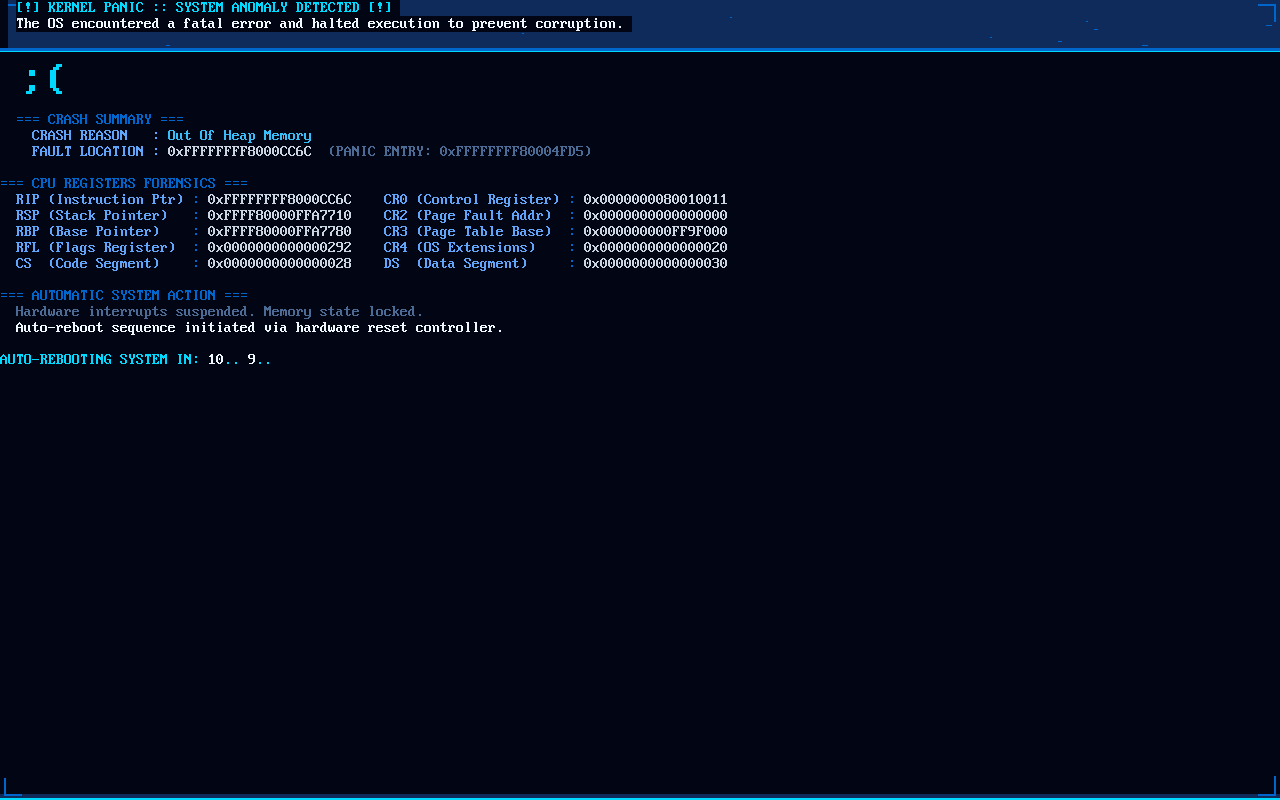 [!] KERNEL PANIC :: SYSTEM ANOMALY DETECTED [!]
The OS encountered a fatal error and halted execution to prevent corruption.
;(
=== CRASH SUMMARY ===
CRASH REASON : Out Of Heap Memory
FAULT LOCATION : 0xFFFFFFFF8000CC6C (PANIC ENTRY: 0xFFFFFFFF80004FD5)
=== CPU REGISTERS FORENSICS ===
RIP (Instruction Ptr) : 0xFFFFFFFF8000CC6C CR0 (Control Register) : 0x0000000080010011
RSP (Stack Pointer) : 0xFFFF80000FFA7710 CR2 (Page Fault Addr) : 0x0000000000000000
RBP (Base Pointer) : 0xFFFF80000FFA7780 CR3 (Page Table Base) : 0x000000000FF9F000
RFL (Flags Register) : 0x0000000000000292 CR4 (OS Extensions) : 0x0000000000000020
CS (Code Segment) : 0x0000000000000028 DS (Data Segment) : 0x0000000000000030
=== AUTOMATIC SYSTEM ACTION ===
Hardware interrupts suspended. Memory state locked.
Auto-reboot sequence initiated via hardware reset controller.
AUTO-REBOOTING SYSTEM IN: 10.. 9..